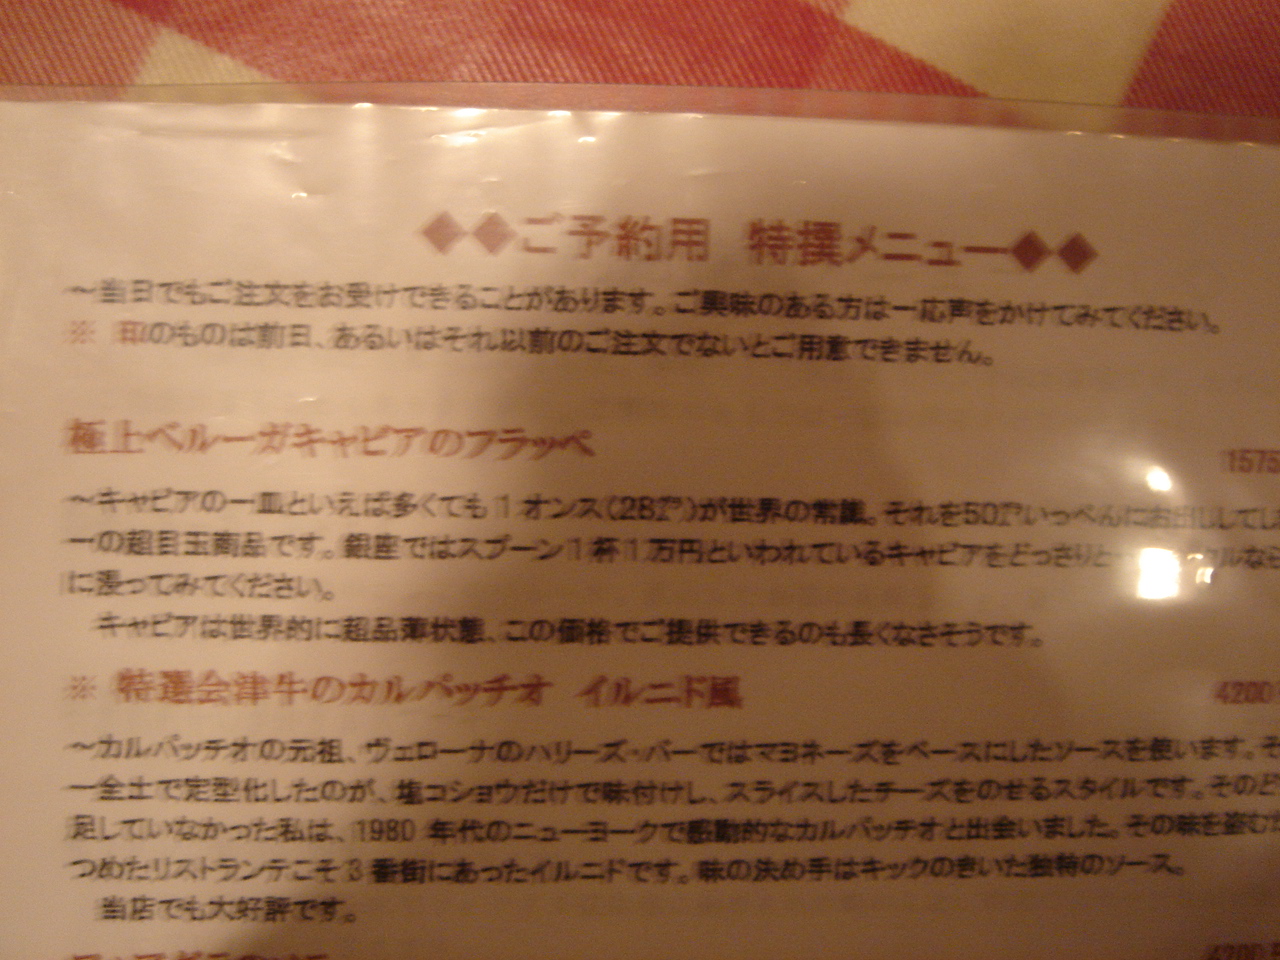 ◆◆ご予約用 特撰メニュー◆◆
～当日でもご注文をお受けできることがあります。ご興味のある方は一応声をかけてみてください。
※ 印のものは前日、あるいはそれ以前のご注文でないとご用意できません。
極上ベルーガキャビアのフラッペ 1575
～キャビアの一皿といえば多くても1オンス(28㌘)が世界の常識。それを50㌘いっぺんにお出ししてし
一の超目玉商品です。銀座ではスプーン1杯1万円といわれているキャビアをどっさりと
に浸ってみてください。
キャビアは世界的に超品薄状態、この価格でご提供できるのも長くなさそうです。
※ 特選会津牛のカルパッチオ イルニド風 4200
～カルパッチオの元祖、ヴェローナのハリーズ・バーではマヨネーズをベースにしたソースを使います。そ
一全土で定型化したのが、塩コショウだけで味付けし、スライスしたチーズをのせるスタイルです。そのど
足していなかった私は、1980 年代のニューヨークで感動的なカルパッチオと出会いました。その味を盗む
つめたリストランテこそ3番街にあったイルニドです。味の決め手はキックのきいた独特のソース。
当店でも大好評です。
4200